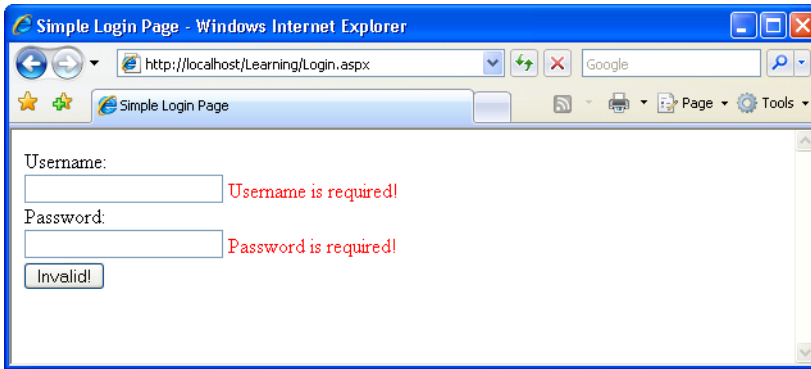 Simple Login Page - Windows Internet Explorer
http://localhost/Learning/Login.aspx
Google
Simple Login Page
Page
Tools
Username:
Username is required!
Password:
Password is required!
Invalid!